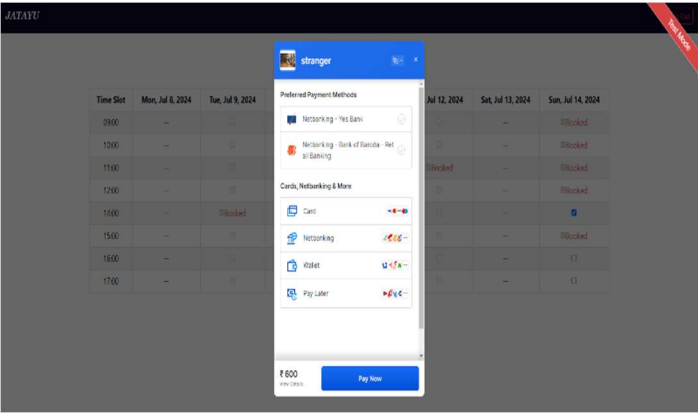 JATAYU
Test Mode
stranger
Preferred Payment Methods
Netbanking - Yes Bank
Netbanking - Bank of Baroda - Ret
ail Banking
Cards, Netbanking & More
Card
Netbanking
Wallet
Pay Later
₹ 600
View Details
Pay Now
Time Slot Mon, Jul 8, 2024 Tue, Jul 9, 2024 Jul 12, 2024 Sat, Jul 13, 2024 Sun, Jul 14, 2024
09:00 -- -- Booked
10:00 -- -- Booked
11:00 -- Booked -- Booked
12:00 -- -- Booked
14:00 -- Booked --
15:00 -- -- Booked
16:00 -- --
17:00 -- --